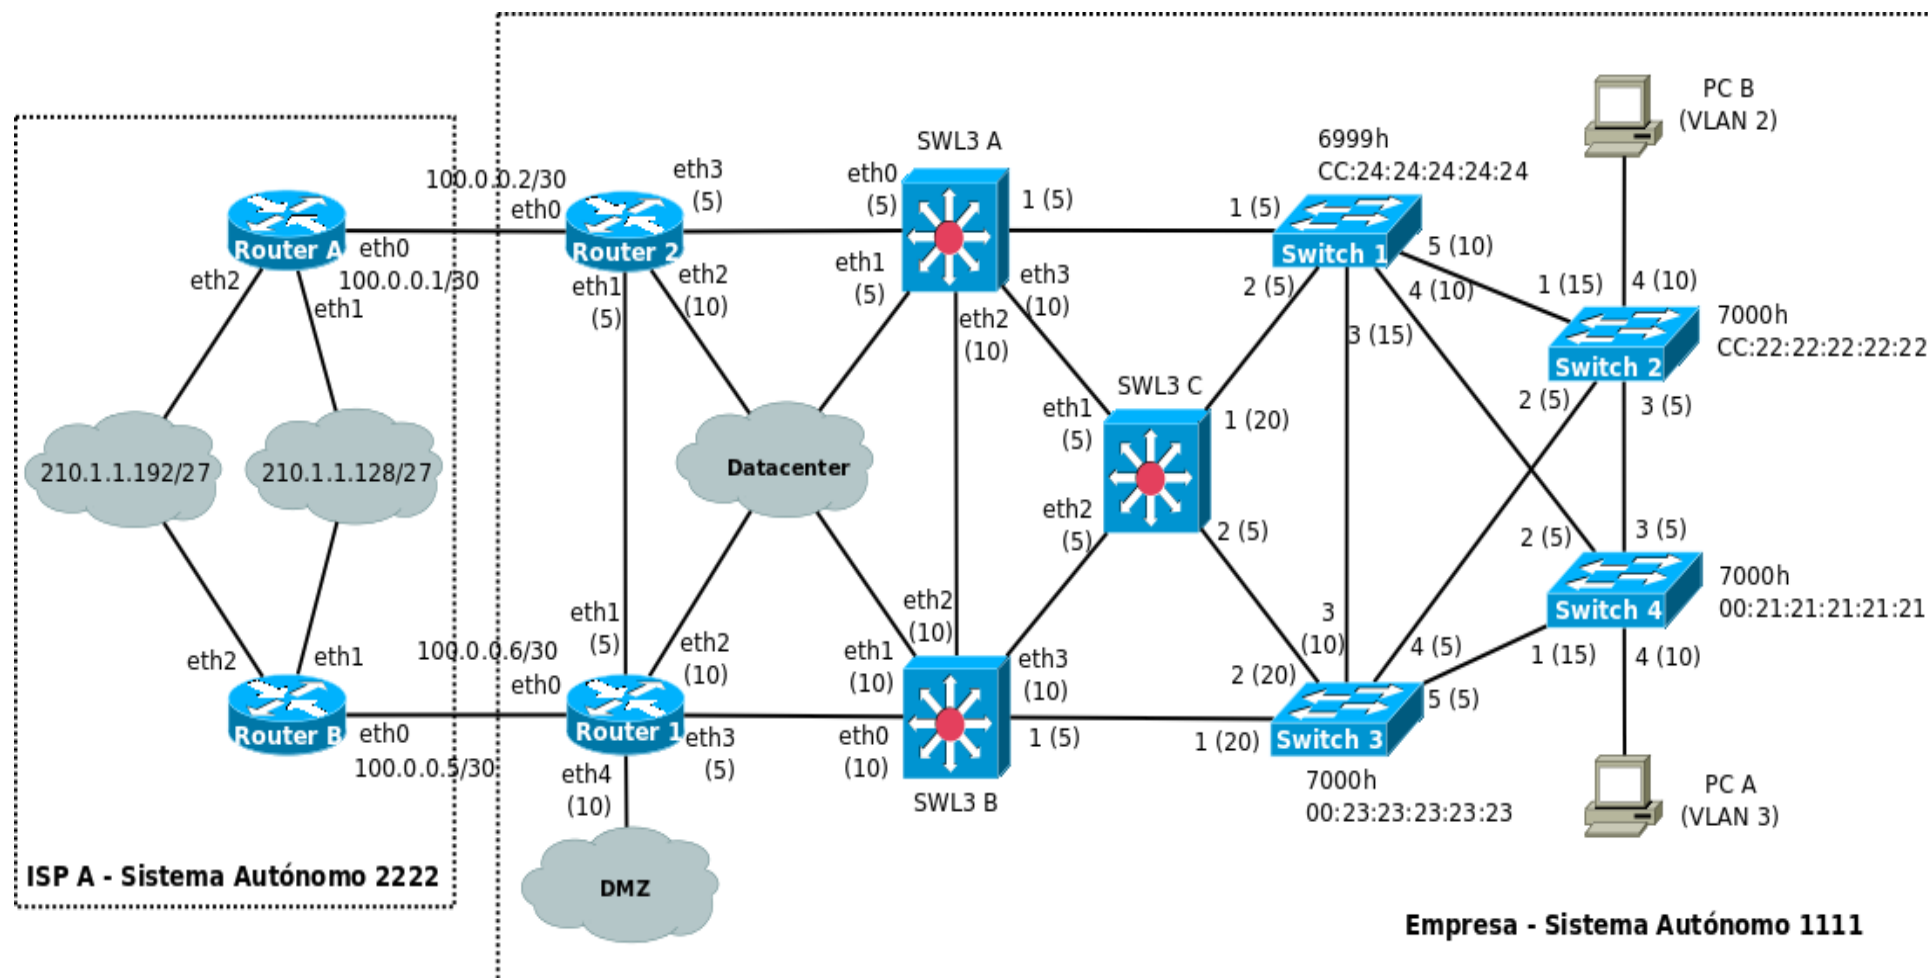 PC B
(VLAN 2)
6999h
CC:24:24:24:24:24
SWL3 A
100.0.0.2/30
eth3
(5)
eth0
(5)
1 (5)
1 (5)
eth0
Router A
eth0
100.0.0.1/30
eth2
eth1
Router 2
eth1
(5)
eth2
(10)
eth1
(5)
eth3
(10)
eth2
(10)
Switch 1
2 (5)
3 (15)
4 (10)
5 (10)
1 (15)
4 (10)
7000h
CC:22:22:22:22:22
Switch 2
2 (5)
3 (5)
SWL3 C
eth1
(5)
1 (20)
210.1.1.192/27
210.1.1.128/27
Datacenter
eth2
(5)
2 (5)
2 (5)
3 (5)
7000h
00:21:21:21:21:21
Switch 4
1 (15)
4 (10)
eth2
(10)
eth1
(5)
100.0.0.6/30
eth2
(10)
eth1
(10)
eth3
(10)
3
(10)
2 (20)
4 (5)
5 (5)
eth2
eth1
eth0
Router B
eth0
100.0.0.5/30
Router 1
eth3
(5)
eth0
(10)
1 (5)
1 (20)
Switch 3
7000h
00:23:23:23:23:23
eth4
(10)
SWL3 B
PC A
(VLAN 3)
ISP A - Sistema Autónomo 2222
DMZ
Empresa - Sistema Autónomo 1111